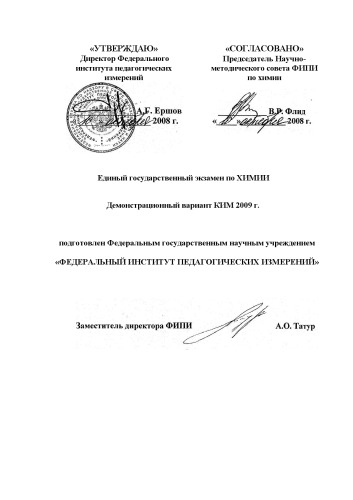 «УТВЕРЖДАЮ»
Директор Федерального
института педагогических
измерений
А.Г. Ершов
2008 г.
«СОГЛАСОВАНО»
Председатель Научно-
методического совета ФИПИ
по химии
В.Р. Флид
« » 2008 г.
Единый государственный экзамен по ХИМИИ
Демонстрационный вариант КИМ 2009 г.
подготовлен Федеральным государственным научным учреждением
«ФЕДЕРАЛЬНЫЙ ИНСТИТУТ ПЕДАГОГИЧЕСКИХ ИЗМЕРЕНИЙ»
Заместитель директора ФИПИ
А.О. Татур